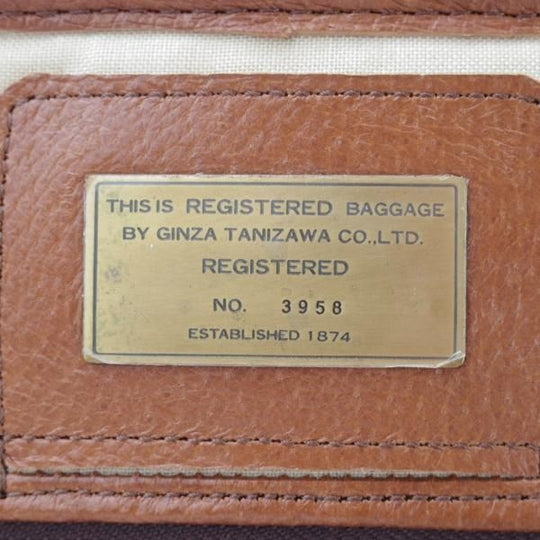 THIS IS REGISTERED BAGGAGE
BY GINZA TANIZAWA CO.,LTD.
REGISTERED
NO. 3958
ESTABLISHED 1874